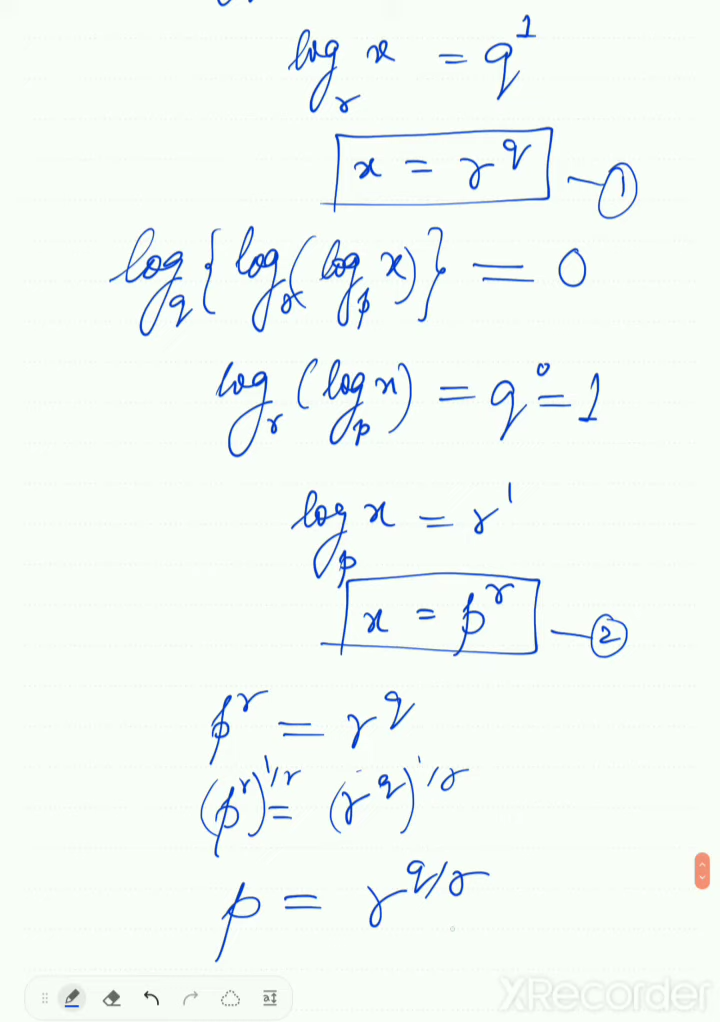 log_r x = q^1
x = r^q —①
log_q { log_r ( log_p x ) } = 0
log_r ( log_p x ) = q^0 = 1
log_p x = r^1
x = p^r —②
p^r = r^q
(p^r)^1/r = (r^q)^1/r
p = r^q/r
XRecorder